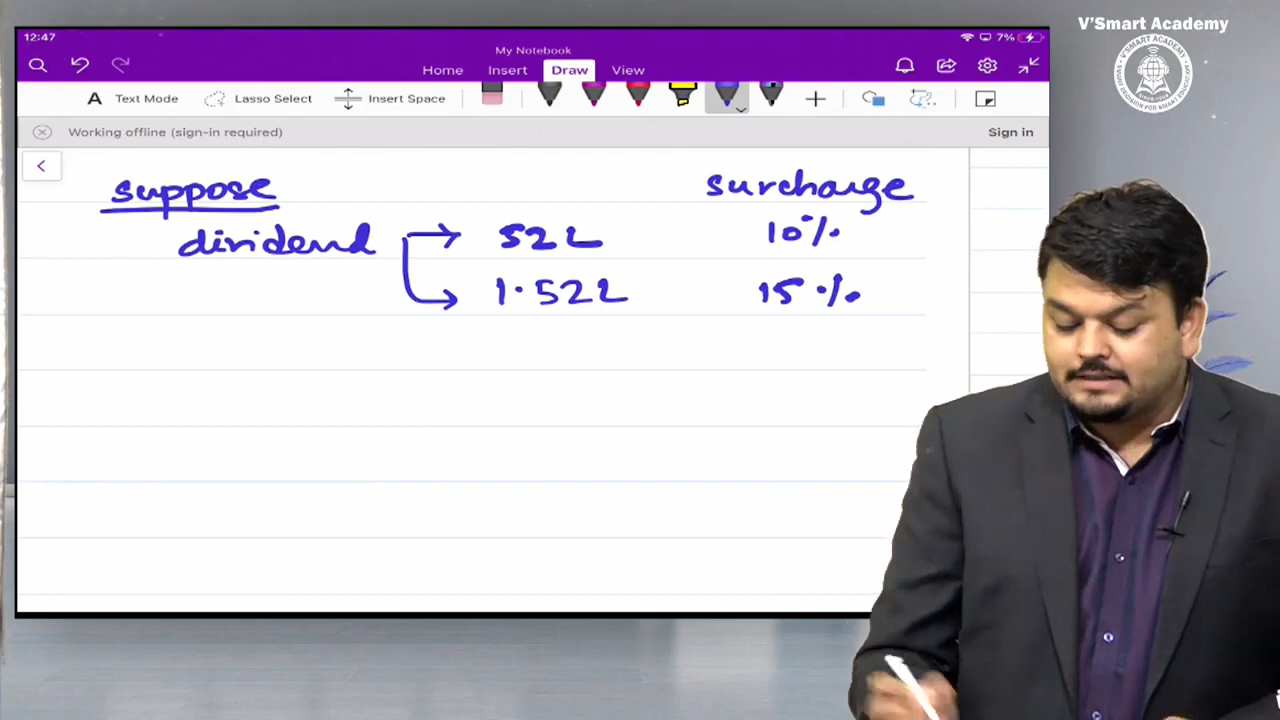 V'Smart Academy
12:47
7%
My Notebook
Home Insert Draw View
A Text Mode Lasso Select Insert Space
Working offline (sign-in required) Sign in
suppose surcharge
dividend → 52L 10%
→ 1.52L 15%